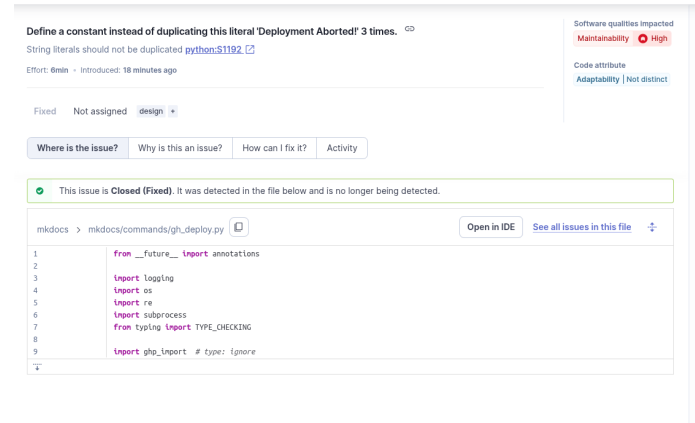 Define a constant instead of duplicating this literal 'Deployment Aborted!' 3 times.
String literals should not be duplicated python:S1192
Effort: 6min • Introduced: 18 minutes ago
Software qualities impacted
Maintainability High
Code attribute
Adaptability | Not distinct
Fixed Not assigned design +
Where is the issue? Why is this an issue? How can I fix it? Activity
This issue is Closed (Fixed). It was detected in the file below and is no longer being detected.
mkdocs > mkdocs/commands/gh_deploy.py Open in IDE See all issues in this file
1 from __future__ import annotations
2
3 import logging
4 import os
5 import re
6 import subprocess
7 from typing import TYPE_CHECKING
8
9 import ghp_import # type: ignore